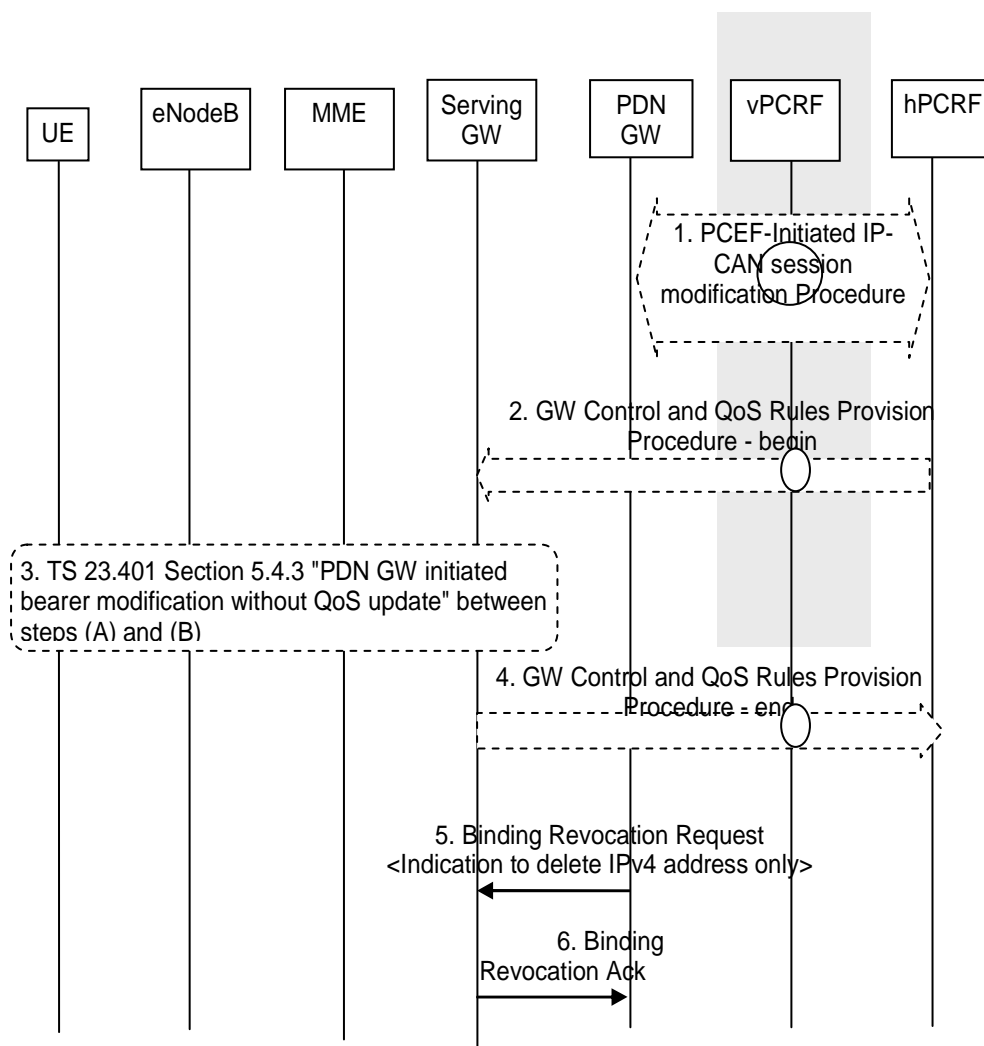 UE
eNodeB
MME
Serving
GW
PDN
GW
vPCRF
hPCRF
1. PCEF-Initiated IP-
CAN session
modification Procedure
2. GW Control and QoS Rules Provision
Procedure - begin
3. TS 23.401 Section 5.4.3 "PDN GW initiated
bearer modification without QoS update" between
steps (A) and (B)
4. GW Control and QoS Rules Provision
Procedure - end
5. Binding Revocation Request
<Indication to delete IPv4 address only>
6. Binding
Revocation Ack